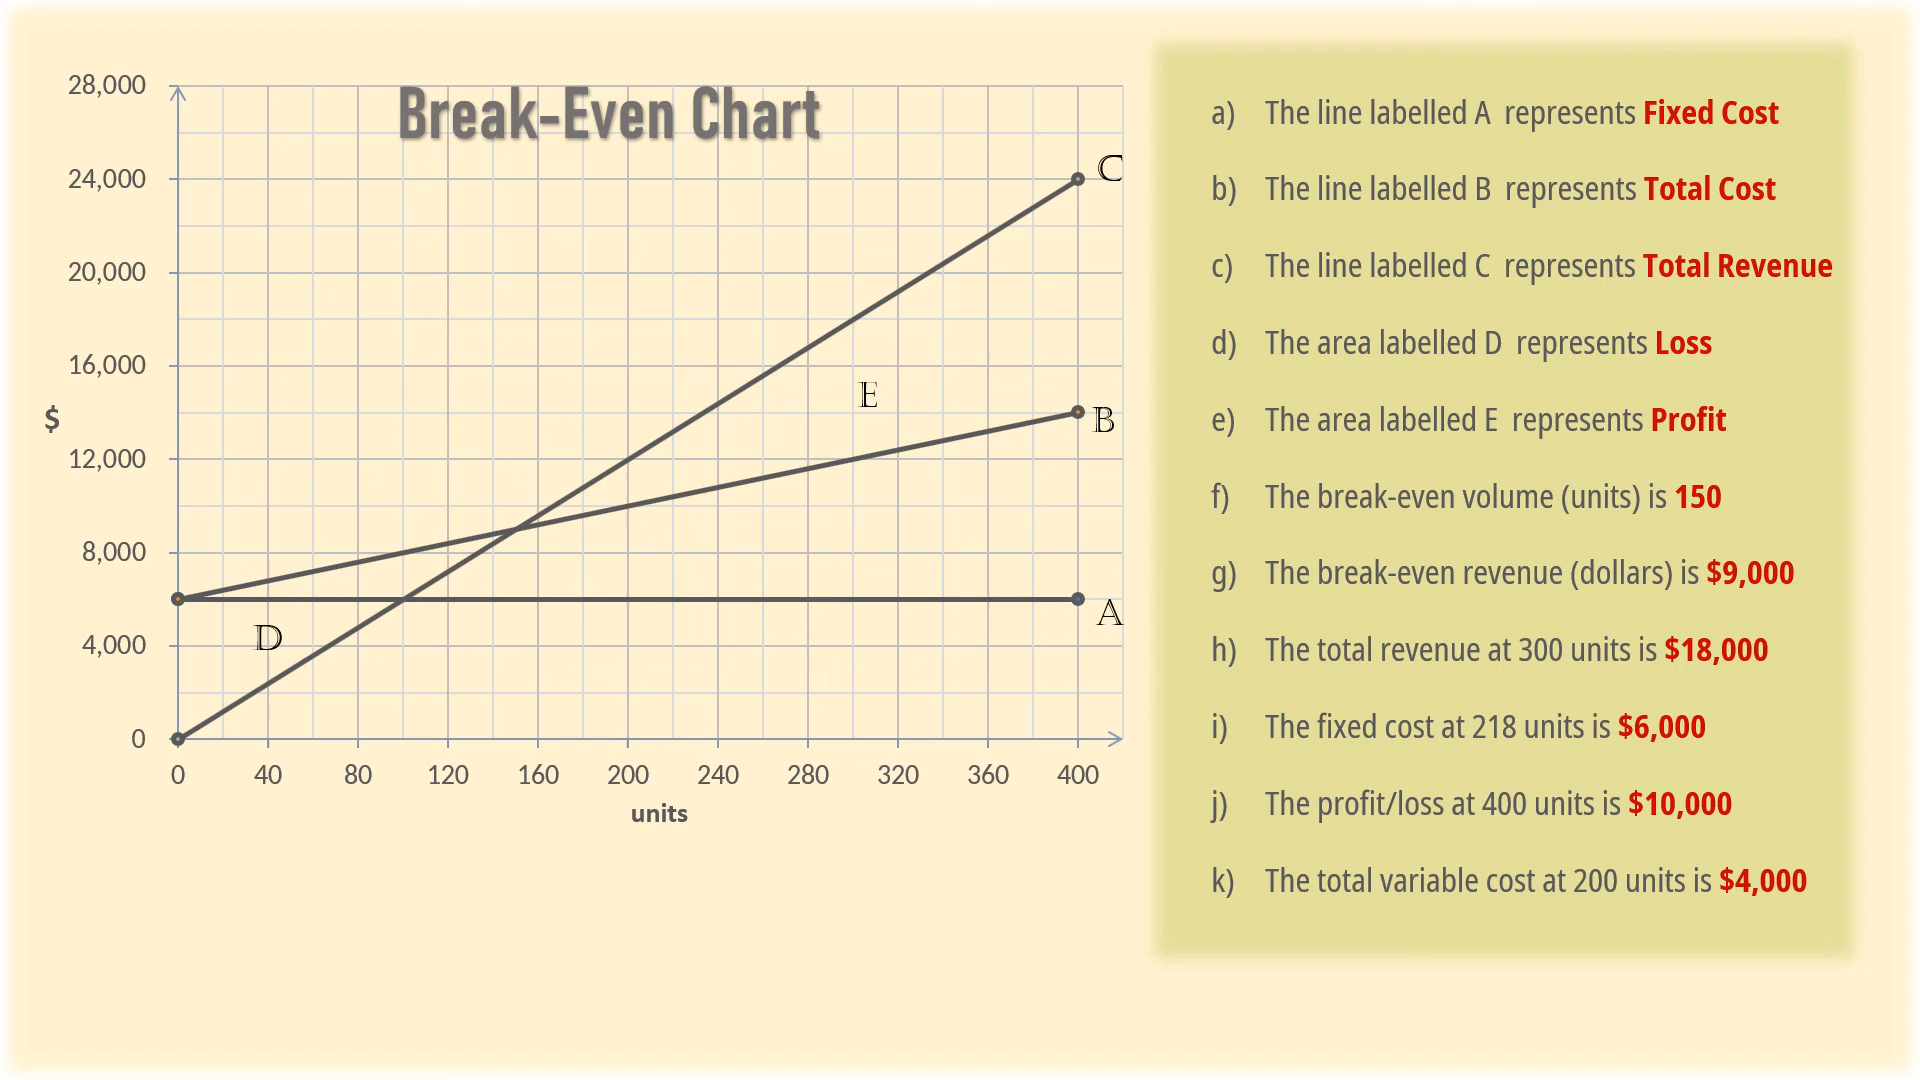 Break-Even Chart
28,000
24,000
20,000
16,000
12,000
8,000
4,000
0
$
0 40 80 120 160 200 240 280 320 360 400
units
C
E
B
A
D
a) The line labelled A represents Fixed Cost
b) The line labelled B represents Total Cost
c) The line labelled C represents Total Revenue
d) The area labelled D represents Loss
e) The area labelled E represents Profit
f) The break-even volume (units) is 150
g) The break-even revenue (dollars) is $9,000
h) The total revenue at 300 units is $18,000
i) The fixed cost at 218 units is $6,000
j) The profit/loss at 400 units is $10,000
k) The total variable cost at 200 units is $4,000